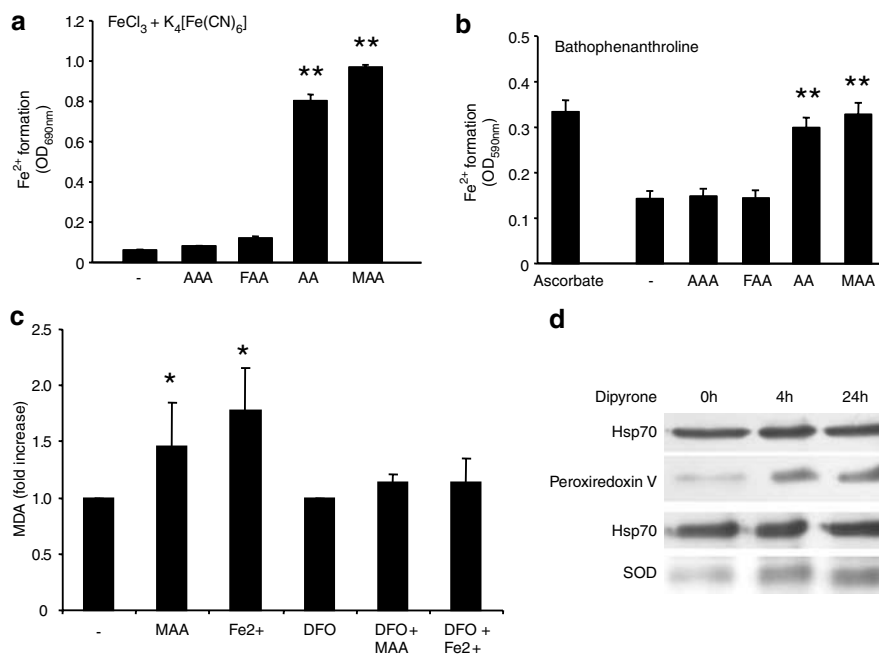 a
FeCl3 + K4[Fe(CN)6]
Fe2+ formation
(OD690nm)
1.2
1.0
0.8
0.6
0.4
0.2
0
**
**
- AAA FAA AA MAA
b
Bathophenanthroline
Fe2+ formation
(OD590nm)
0.5
0.4
0.3
0.2
0.1
0
**
**
Ascorbate - AAA FAA AA MAA
c
MDA (fold increase)
2.5
2.0
1.5
1.0
0.5
0
*
*
- MAA Fe2+ DFO DFO+ DFO +
MAA Fe2+
d
Dipyrone 0h 4h 24h
Hsp70
Peroxiredoxin V
Hsp70
SOD